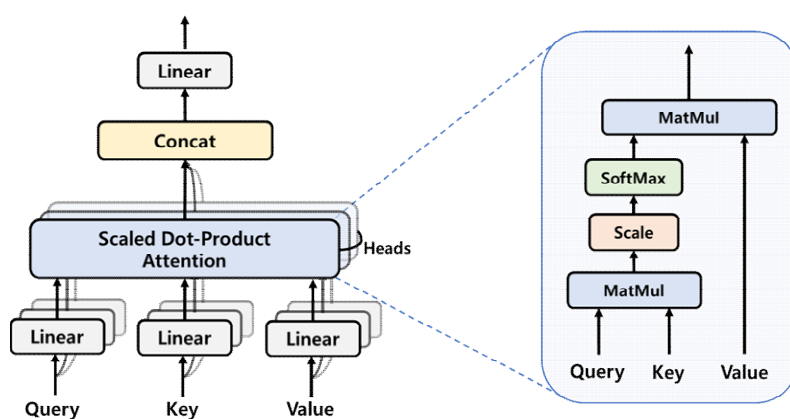 Linear
Concat
Scaled Dot-Product
Attention
Heads
Linear
Linear
Linear
Query
Key
Value
MatMul
SoftMax
Scale
MatMul
Query
Key
Value